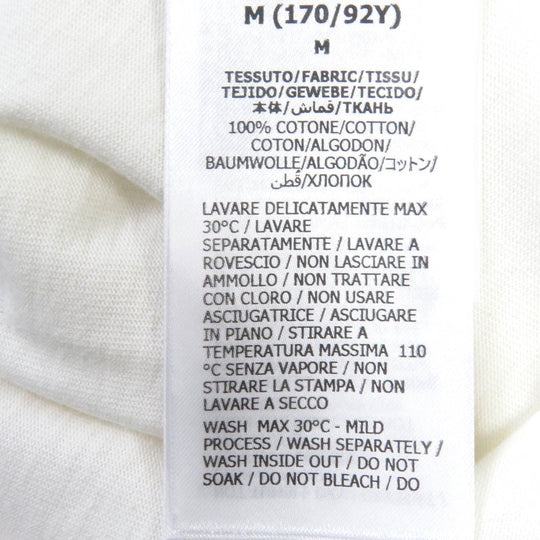 M (170/92Y)
M
TESSUTO/FABRIC/TISSU/
TEJIDO/GEWEBE/TECIDO/
本体/قماش/ТКАНЬ
100% COTONE/COTTON/
COTON/ALGODON/
BAUMWOLLE/ALGODÃO/コットン/
قُطن/ХЛОПОК
LAVARE DELICATAMENTE MAX
30°C / LAVARE
SEPARATAMENTE / LAVARE A
ROVESCIO / NON LASCIARE IN
AMMOLLO / NON TRATTARE
CON CLORO / NON USARE
ASCIUGATRICE / ASCIUGARE
IN PIANO / STIRARE A
TEMPERATURA MASSIMA 110
°C SENZA VAPORE / NON
STIRARE LA STAMPA / NON
LAVARE A SECCO
WASH MAX 30°C - MILD
PROCESS / WASH SEPARATELY /
WASH INSIDE OUT / DO NOT
SOAK / DO NOT BLEACH / DO